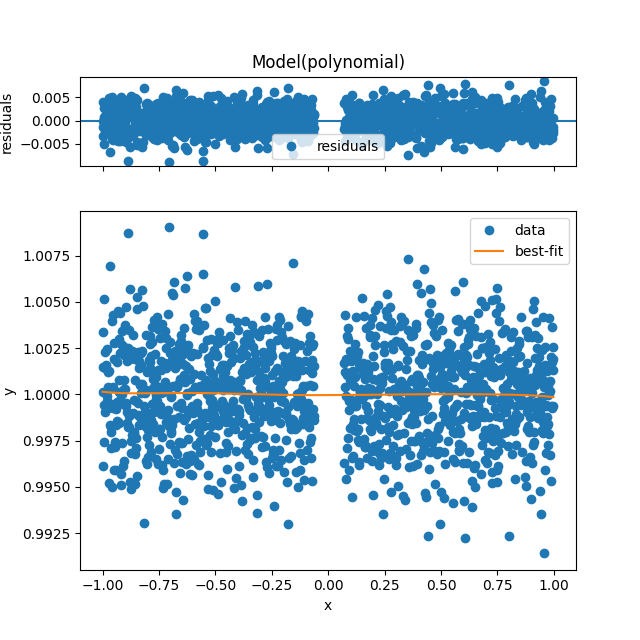 Model(polynomial)
residuals
0.005
0.000
−0.005
residuals
y
1.0075
1.0050
1.0025
1.0000
0.9975
0.9950
0.9925
data
best-fit
−1.00 −0.75 −0.50 −0.25 0.00 0.25 0.50 0.75 1.00
x